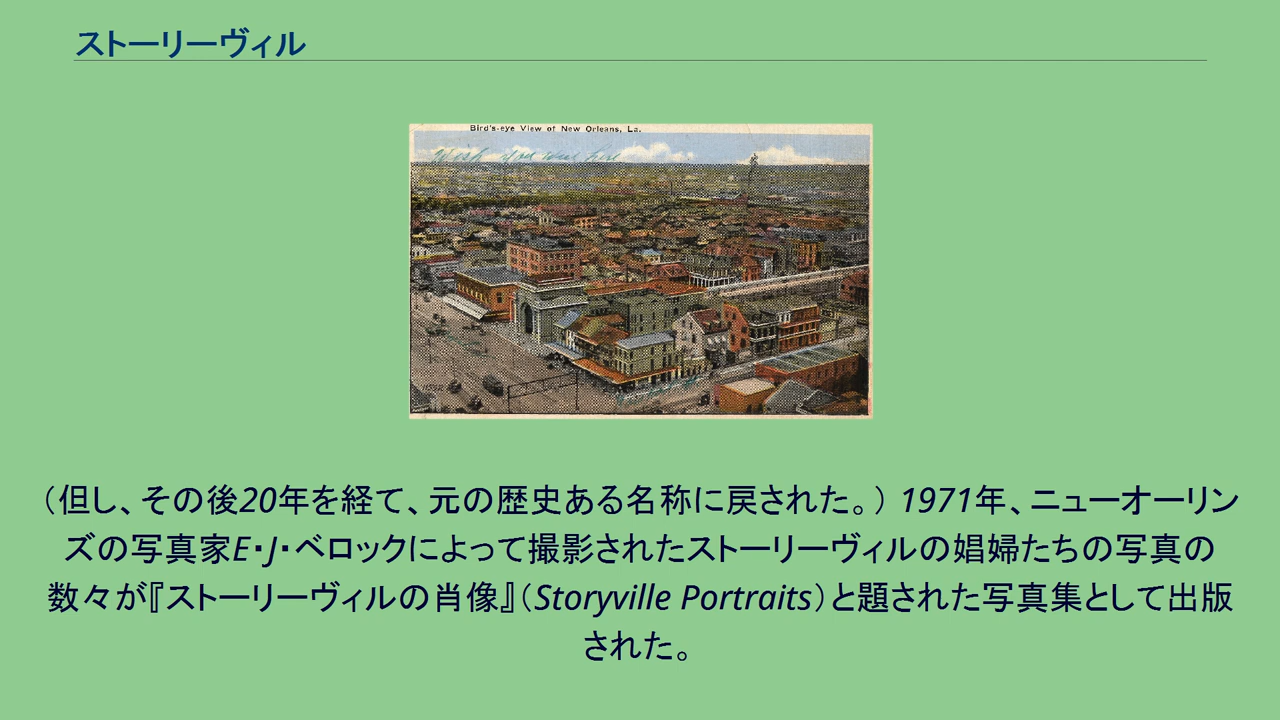 ストーリーヴィル
Bird's-eye View of New Orleans, La.
Wish you were here
（但し、その後20年を経て、元の歴史ある名称に戻された。） 1971年、ニューオーリン
ズの写真家E・J・ベロックによって撮影されたストーリーヴィルの娼婦たちの写真の
数々が『ストーリーヴィルの肖像』（Storyville Portraits）と題された写真集として出版
された。